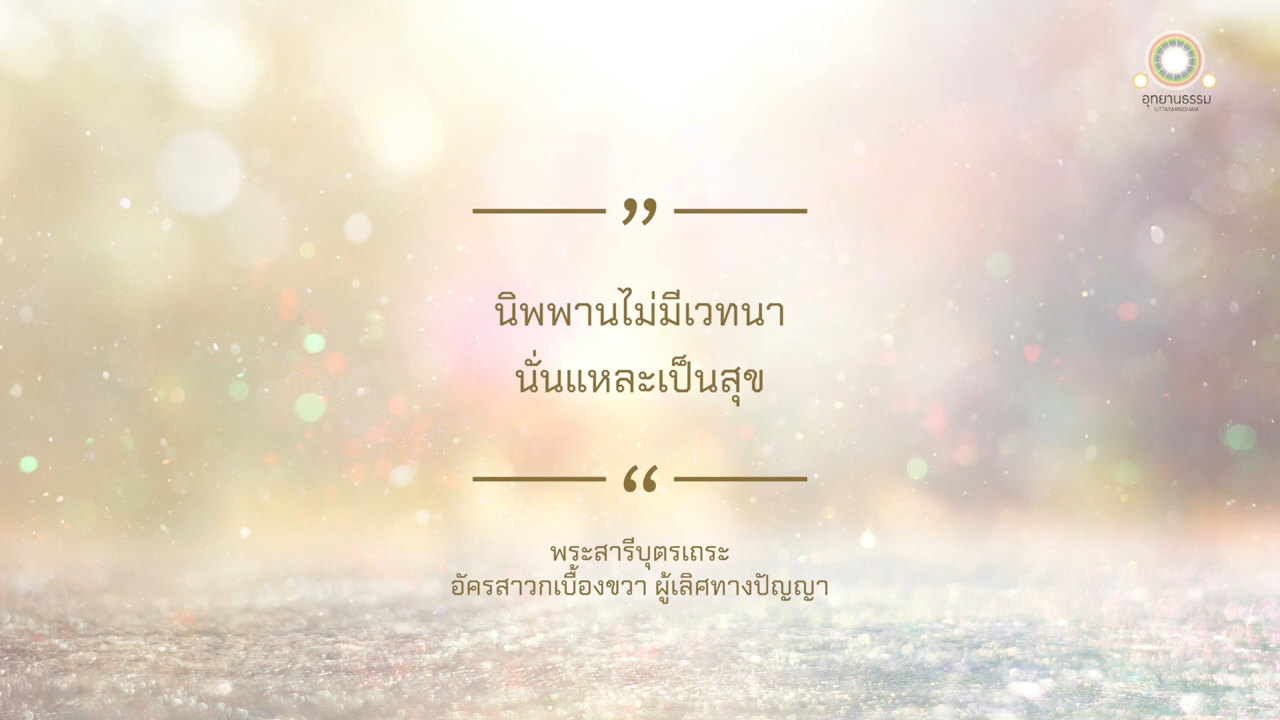 อุทยานธรรม
UTTAYARNDHAM
”
นิพพานไม่มีเวทนา
นั่นแหละเป็นสุข
“
พระสารีบุตรเถระ
อัครสาวกเบื้องขวา ผู้เลิศทางปัญญา